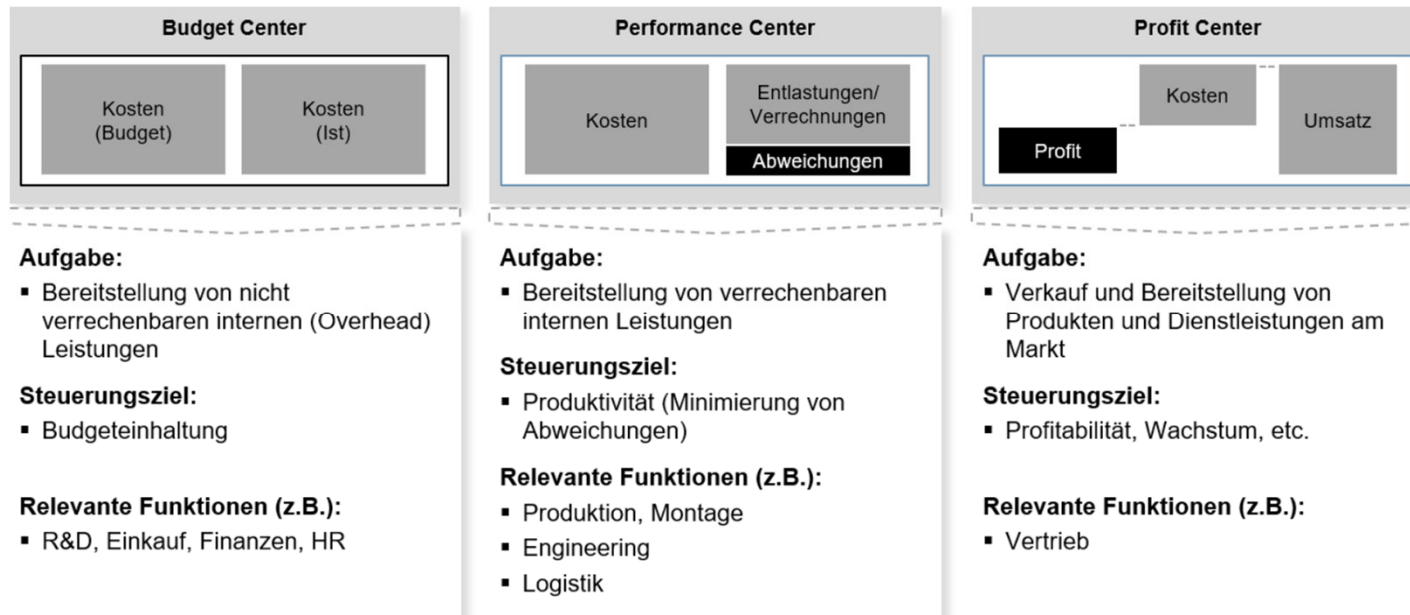 Budget Center
Kosten
(Budget)
Kosten
(Ist)
Aufgabe:
▪ Bereitstellung von nicht
verrechenbaren internen (Overhead)
Leistungen
Steuerungsziel:
▪ Budgeteinhaltung
Relevante Funktionen (z.B.):
▪ R&D, Einkauf, Finanzen, HR
Performance Center
Kosten
Entlastungen/
Verrechnungen
Abweichungen
Aufgabe:
▪ Bereitstellung von verrechenbaren
internen Leistungen
Steuerungsziel:
▪ Produktivität (Minimierung von
Abweichungen)
Relevante Funktionen (z.B.):
▪ Produktion, Montage
▪ Engineering
▪ Logistik
Profit Center
Profit
Kosten
Umsatz
Aufgabe:
▪ Verkauf und Bereitstellung von
Produkten und Dienstleistungen am
Markt
Steuerungsziel:
▪ Profitabilität, Wachstum, etc.
Relevante Funktionen (z.B.):
▪ Vertrieb